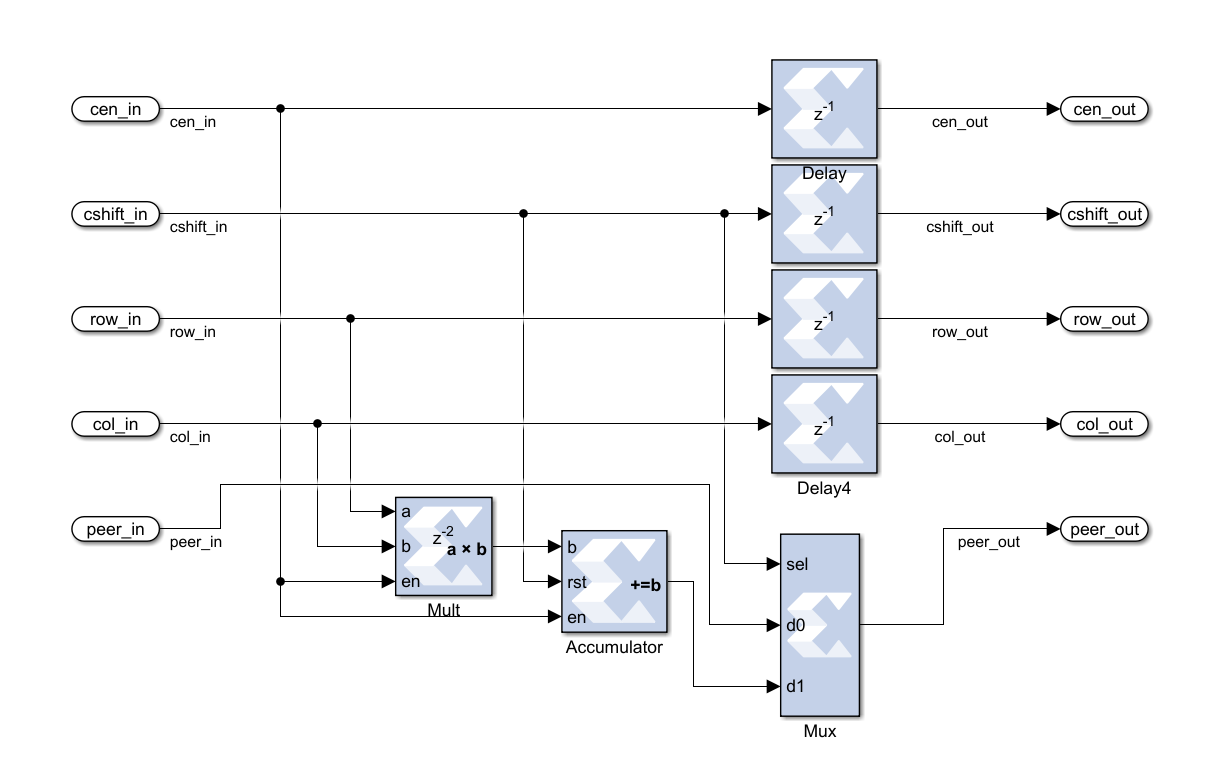 cen_in
cen_in
z-1
Delay
cen_out
cen_out
cshift_in
cshift_in
z-1
cshift_out
cshift_out
row_in
row_in
z-1
row_out
row_out
col_in
col_in
z-1
Delay4
col_out
col_out
peer_in
peer_in
a
b
en
z-2
a × b
Mult
b
rst
en
+=b
Accumulator
sel
d0
d1
Mux
peer_out
peer_out